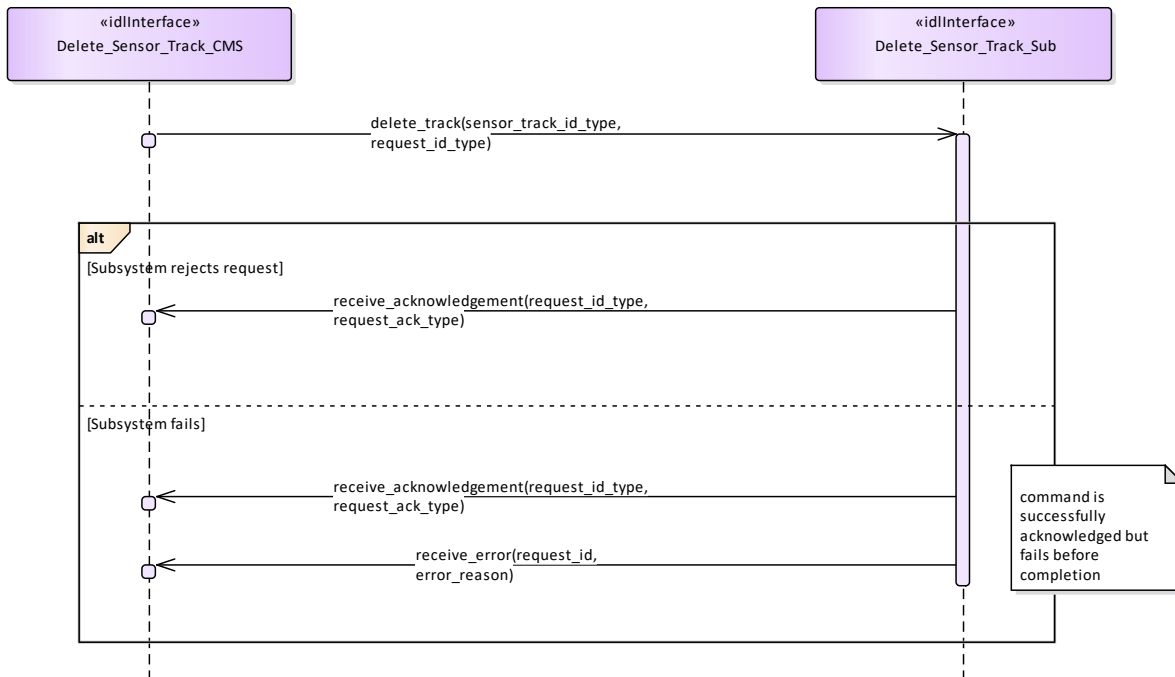 «idlInterface»
Delete_Sensor_Track_CMS
«idlInterface»
Delete_Sensor_Track_Sub
delete_track(sensor_track_id_type,
request_id_type)
alt
[Subsystem rejects request]
receive_acknowledgement(request_id_type,
request_ack_type)
[Subsystem fails]
receive_acknowledgement(request_id_type,
request_ack_type)
command is
successfully
acknowledged but
fails before
completion
receive_error(request_id,
error_reason)